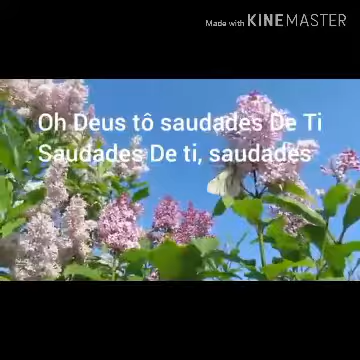 Made with KINEMASTER
Oh Deus tô saudades De Ti
Saudades De ti, saudades